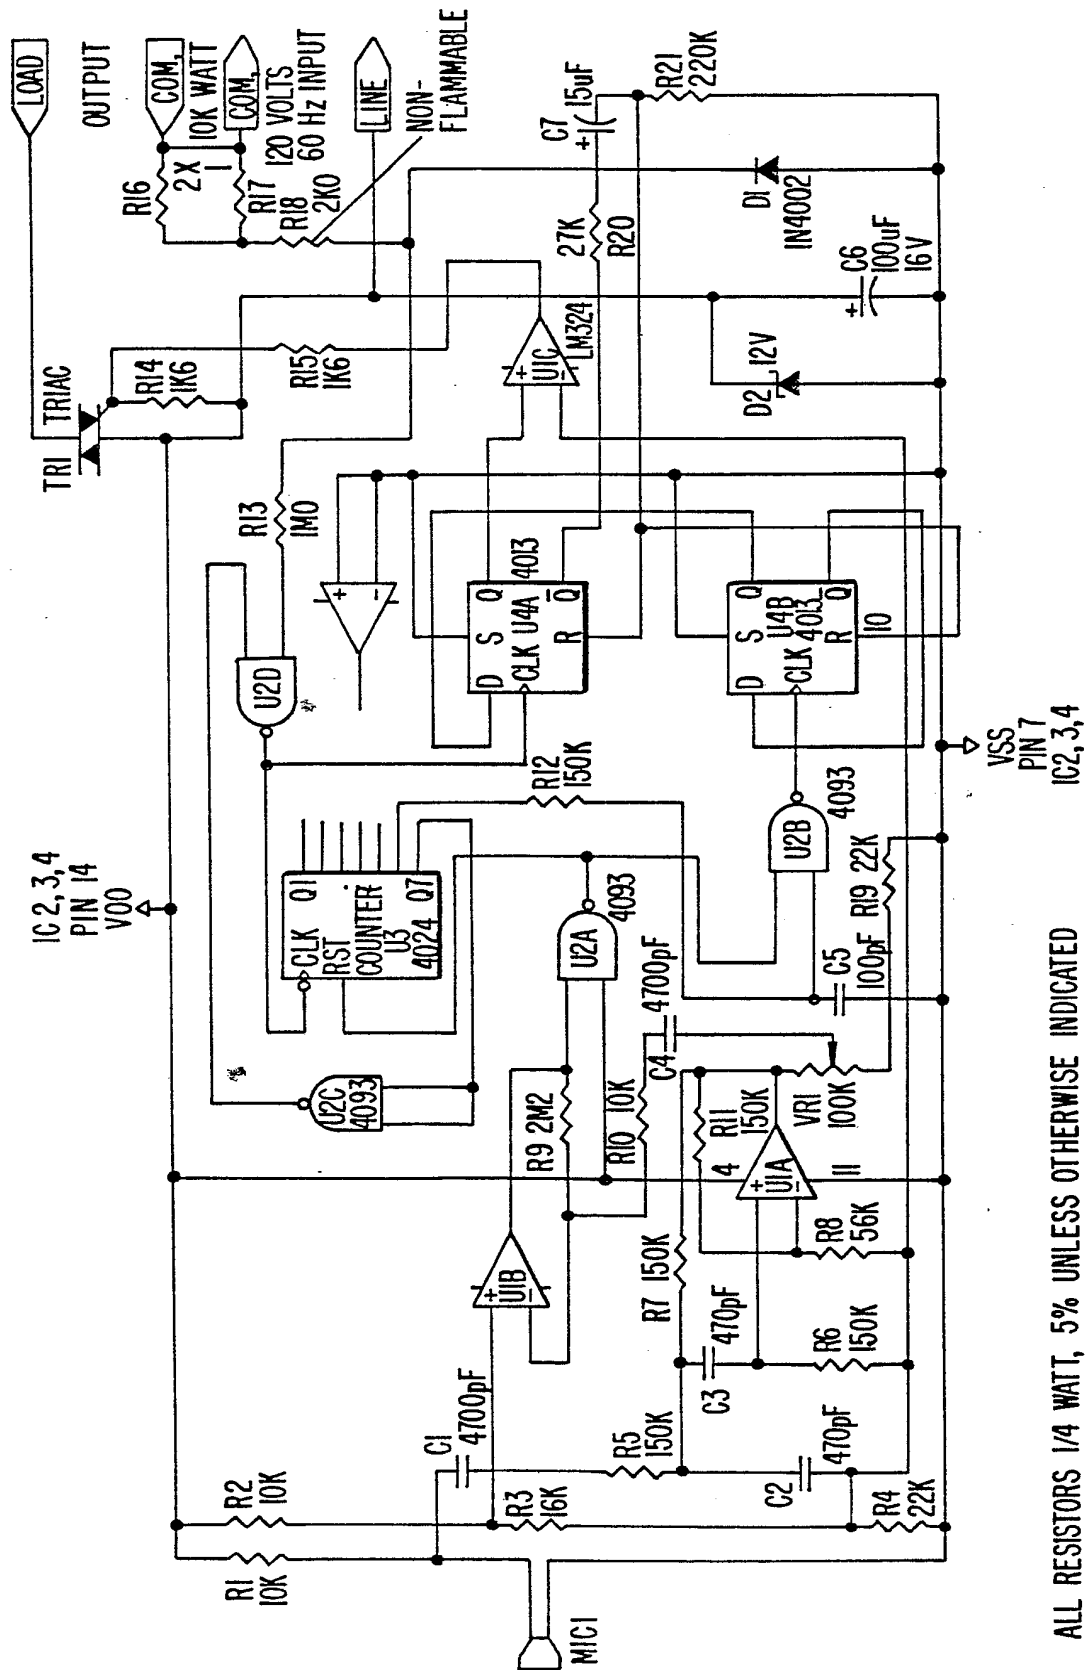 LOAD
OUTPUT
COM,
10K WATT
COM,
120 VOLTS
60 Hz INPUT
LINE
NON-
FLAMMABLE
R16
2 X
1
R17
R18
2K0
TRI
TRIAC
R14
1K6
R15
1K6
R13
1M0
U2D
+
-
+
U1C
-
LM324
27K
R20
C7
15uF
+
R21
220K
D1
1N4002
+
C6
100uF
16V
D2
12V
S
D
Q
CLK
U4A
4013
Q
R
S
D
Q
CLK
U4B
4013
Q
R
10
IC 2, 3, 4
PIN 14
VOO
CLK
Q1
RST
COUNTER
U3
4024
Q7
R12
150K
U2C
4093
U2A
4093
U2B
4093
R19 22K
C5
100pF
VSS
PIN 7
IC2, 3, 4
R9 2M2
R10
10K
C4
4700pF
R11
150K
VR1
100K
4
+
U1A
-
11
R8
56K
+
U1B
-
R7
150K
C3
470pF
R6
150K
R2
10K
R1
10K
C1
4700pF
R3
16K
R5
150K
C2
470pF
R4
22K
MIC1
ALL RESISTORS 1/4 WATT, 5% UNLESS OTHERWISE INDICATED